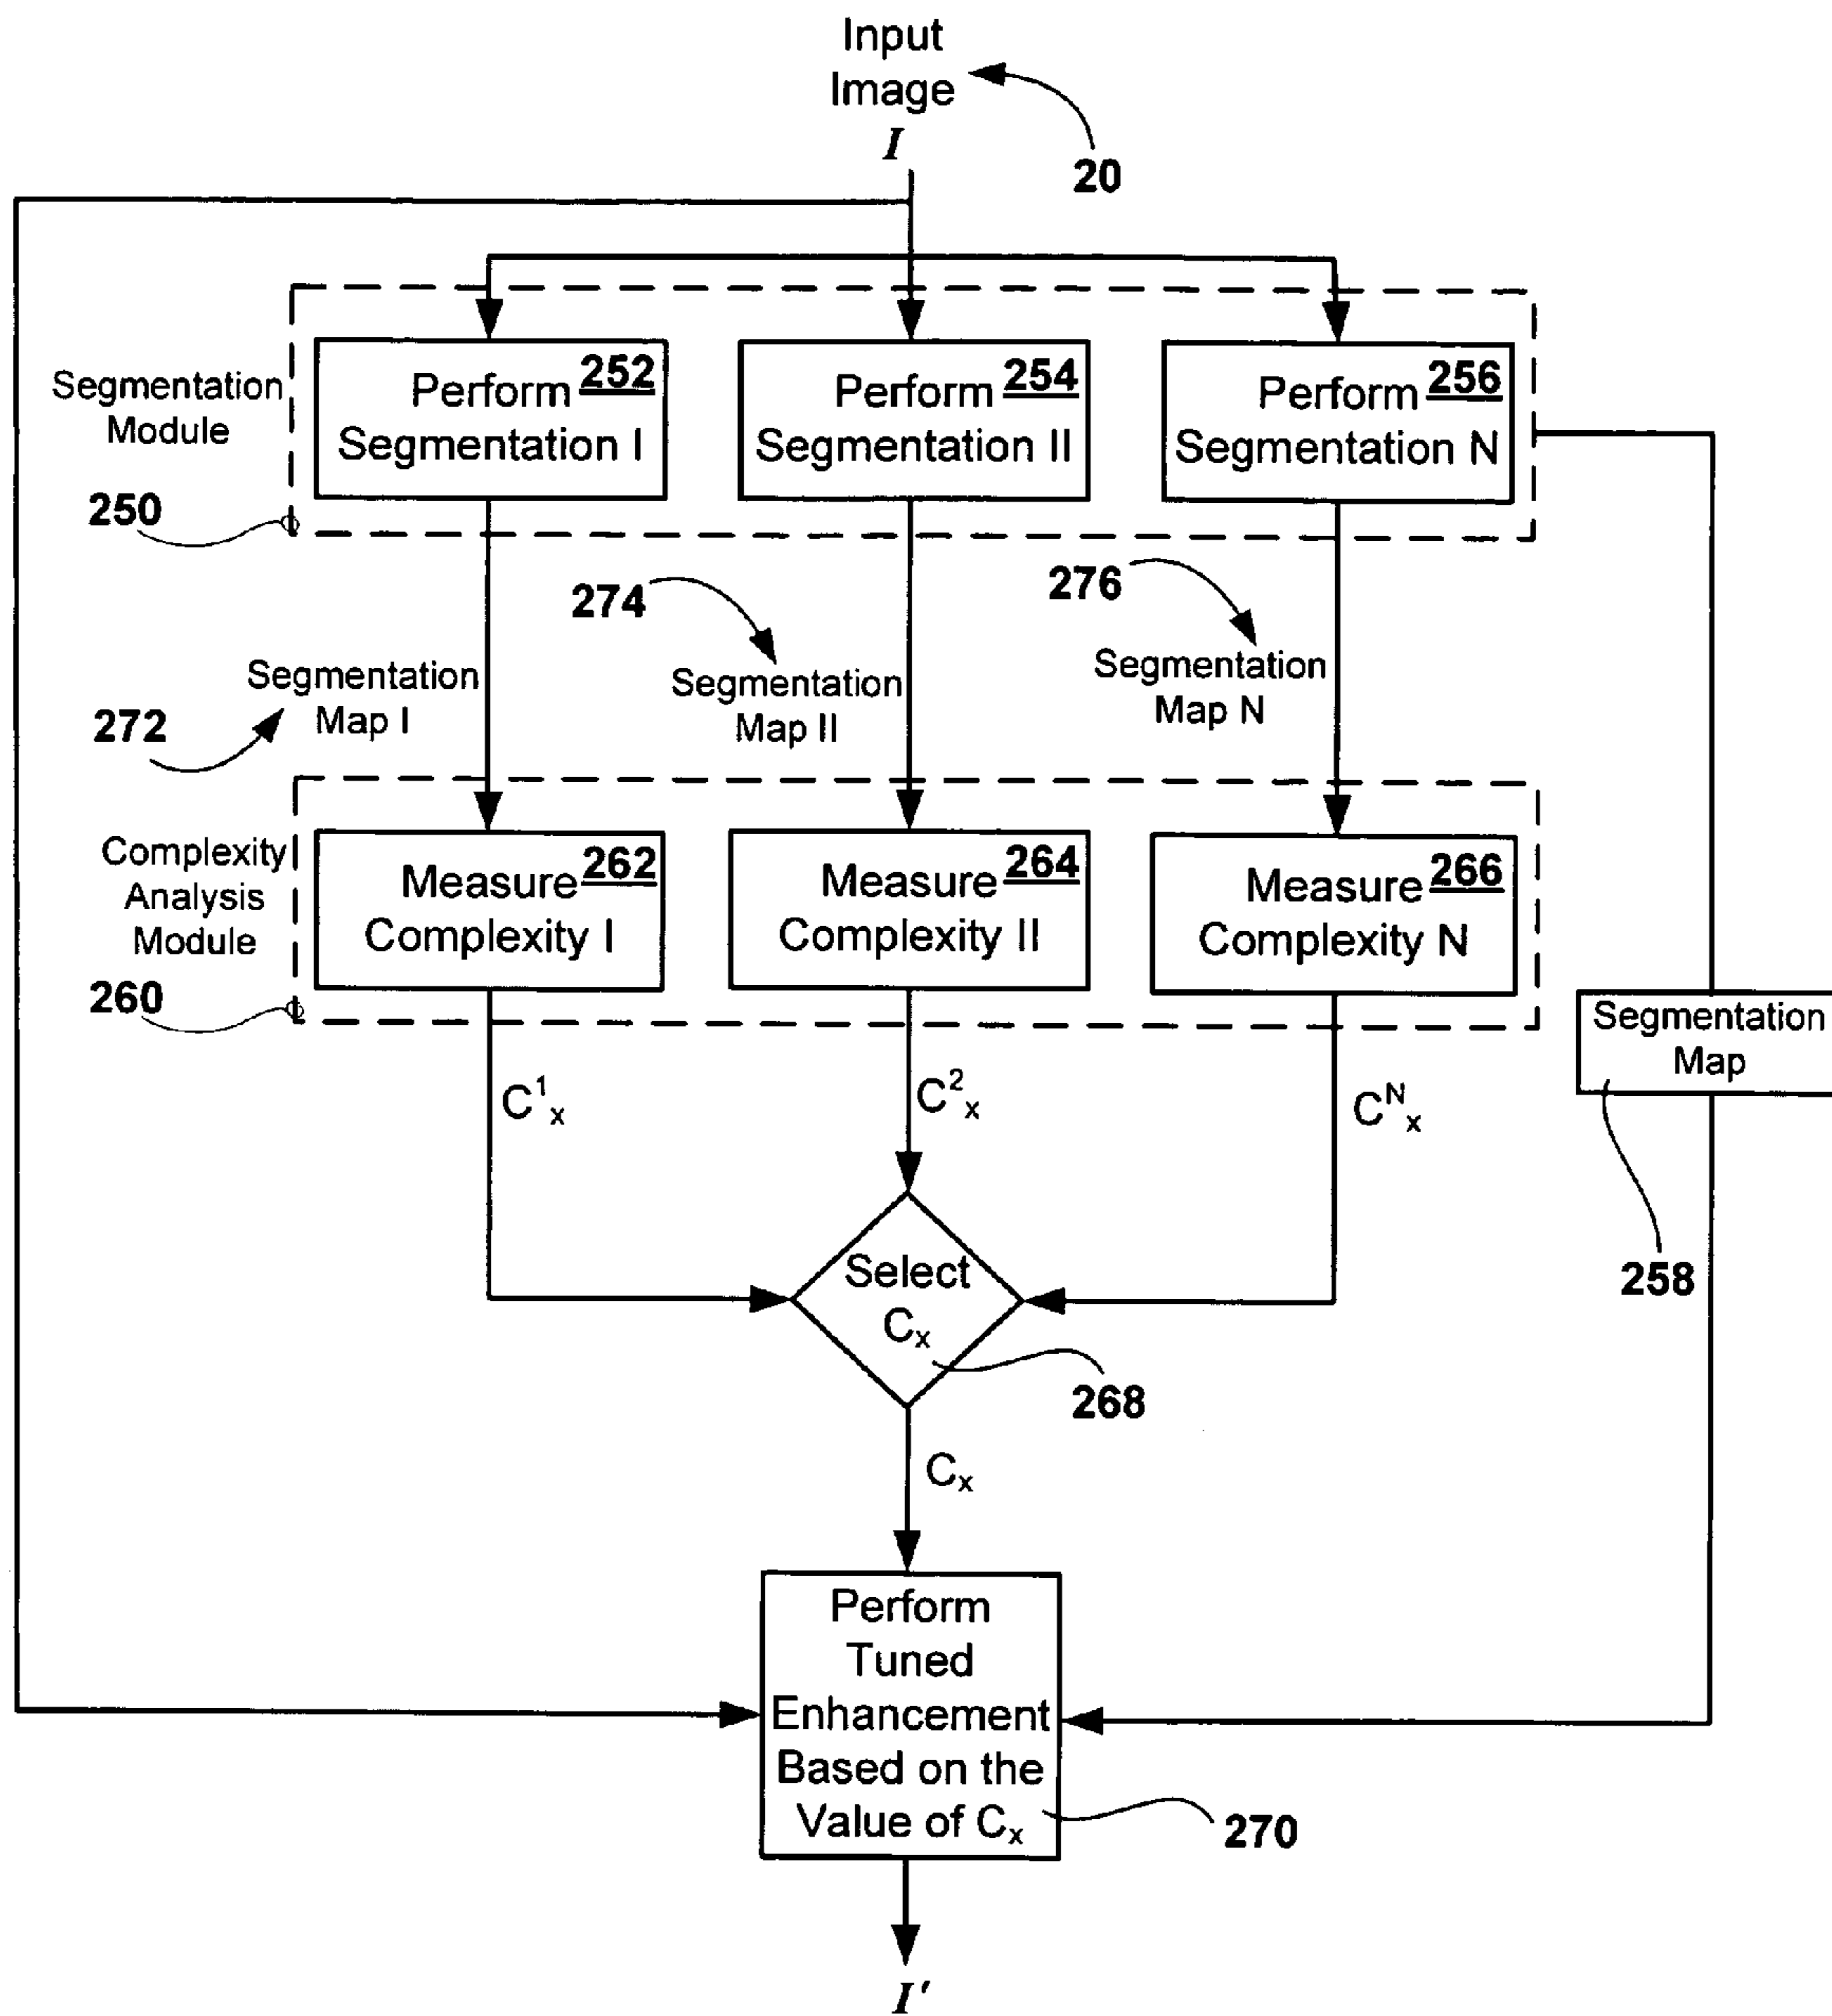 Input
Image
I
20
Segmentation
Module
250
Perform 252
Segmentation I
Perform 254
Segmentation II
Perform 256
Segmentation N
272
Segmentation
Map I
274
Segmentation
Map II
276
Segmentation
Map N
Complexity
Analysis
Module
260
Measure 262
Complexity I
Measure 264
Complexity II
Measure 266
Complexity N
Segmentation
Map
258
C¹ₓ
C²ₓ
Cᴺₓ
Select
Cₓ
268
Cₓ
Perform
Tuned
Enhancement
Based on the
Value of Cₓ
270
I'